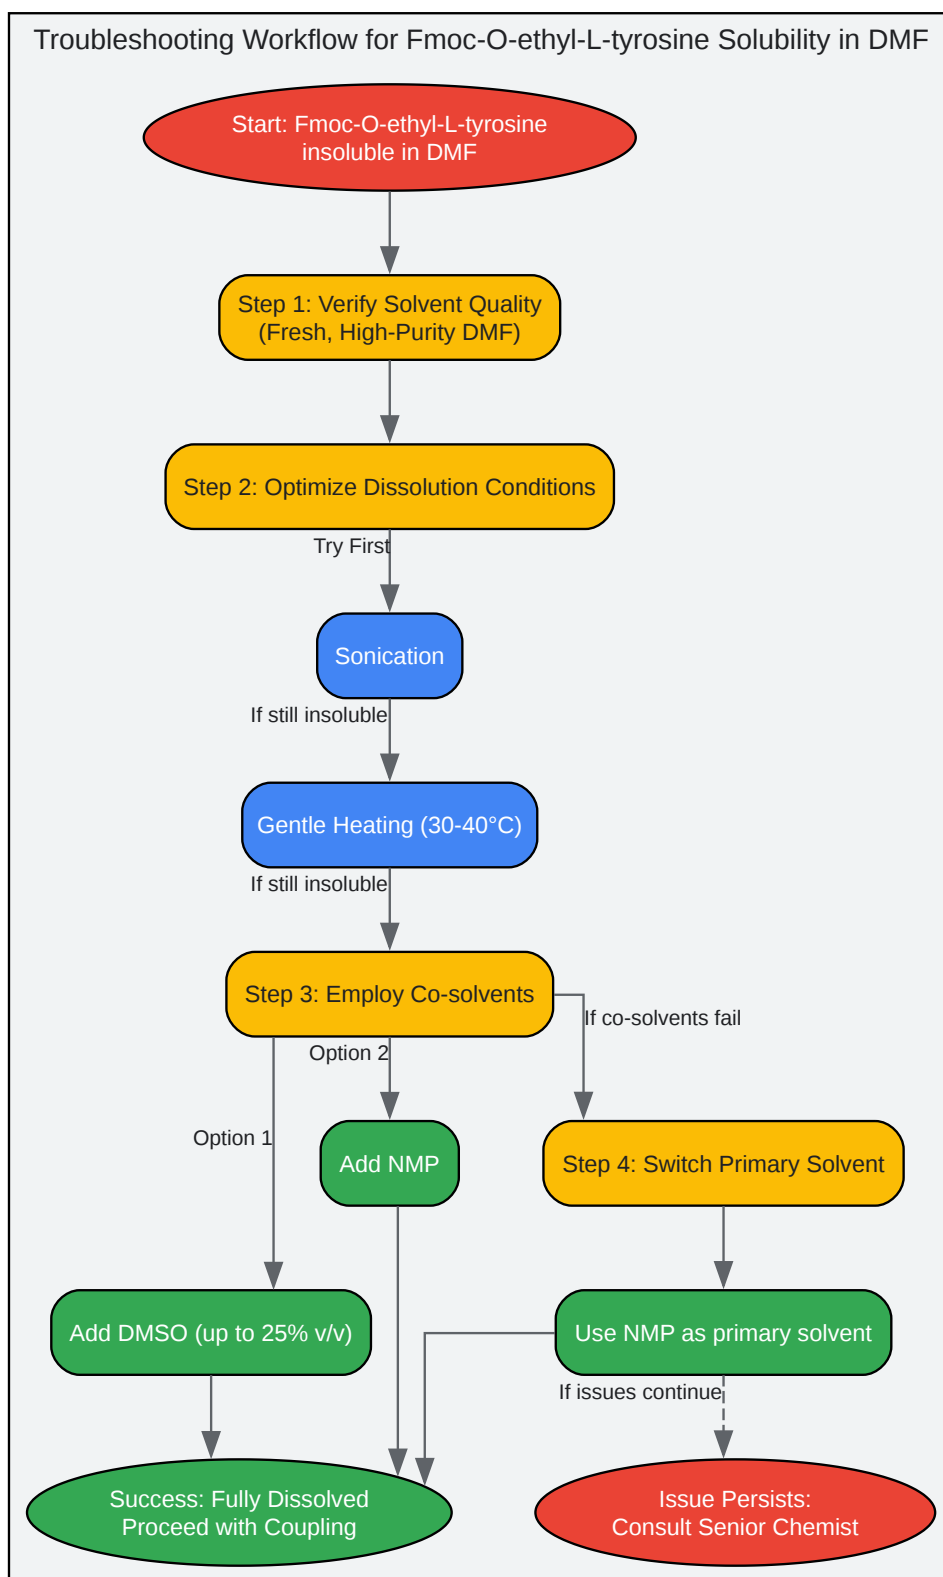 Troubleshooting Workflow for Fmoc-O-ethyl-L-tyrosine Solubility in DMF
Start: Fmoc-O-ethyl-L-tyrosine
insoluble in DMF
Step 1: Verify Solvent Quality
(Fresh, High-Purity DMF)
Step 2: Optimize Dissolution Conditions
Try First
Sonication
If still insoluble
Gentle Heating (30-40°C)
If still insoluble
Step 3: Employ Co-solvents
If co-solvents fail
Option 2
Option 1
Add NMP
Step 4: Switch Primary Solvent
Add DMSO (up to 25% v/v)
Use NMP as primary solvent
If issues continue
Success: Fully Dissolved
Proceed with Coupling
Issue Persists:
Consult Senior Chemist